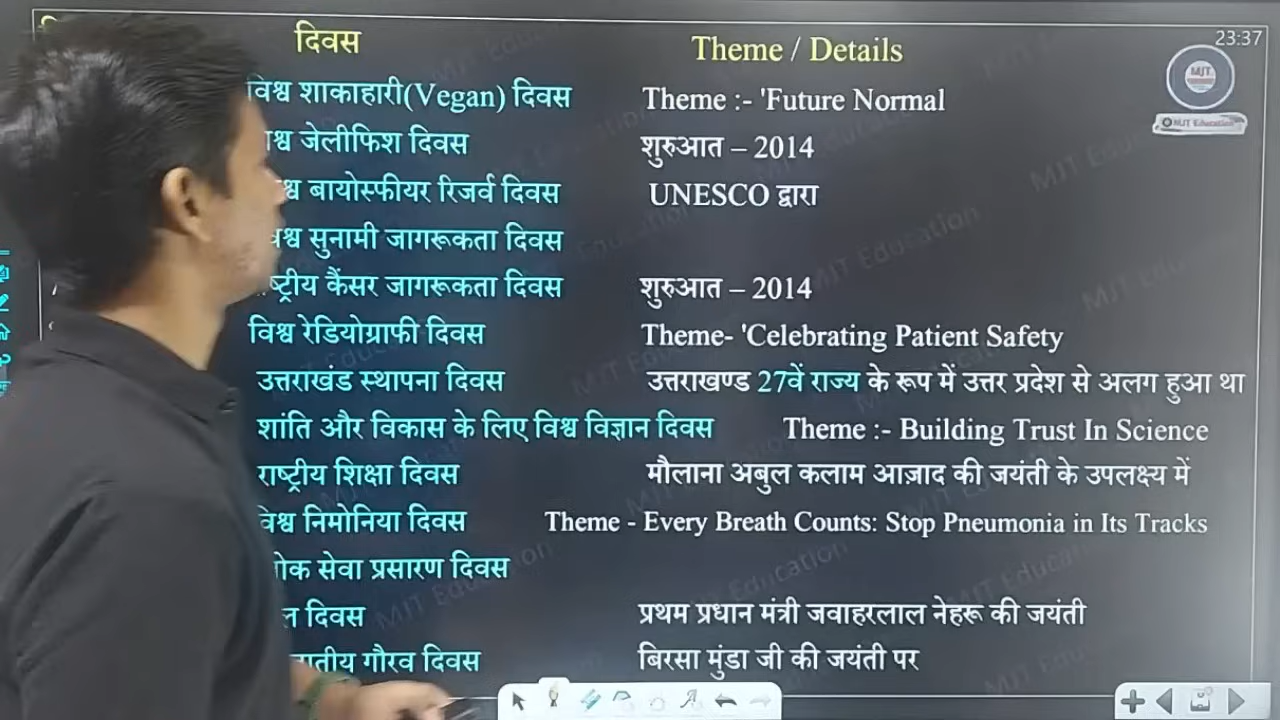 दिवस Theme / Details
23:37
विश्व शाकाहारी(Vegan) दिवस Theme :- 'Future Normal
MJT
MJT Education
जेलीफिश दिवस शुरुआत – 2014
बायोस्फीयर रिजर्व दिवस UNESCO द्वारा
सुनामी जागरूकता दिवस
कैंसर जागरूकता दिवस शुरुआत – 2014
विश्व रेडियोग्राफी दिवस Theme- 'Celebrating Patient Safety
उत्तराखंड स्थापना दिवस उत्तराखण्ड 27वें राज्य के रूप में उत्तर प्रदेश से अलग हुआ था
शांति और विकास के लिए विश्व विज्ञान दिवस Theme :- Building Trust In Science
राष्ट्रीय शिक्षा दिवस मौलाना अबुल कलाम आज़ाद की जयंती के उपलक्ष्य में
विश्व निमोनिया दिवस Theme - Every Breath Counts: Stop Pneumonia in Its Tracks
सेवा प्रसारण दिवस
दिवस प्रथम प्रधान मंत्री जवाहरलाल नेहरू की जयंती
गौरव दिवस बिरसा मुंडा जी की जयंती पर